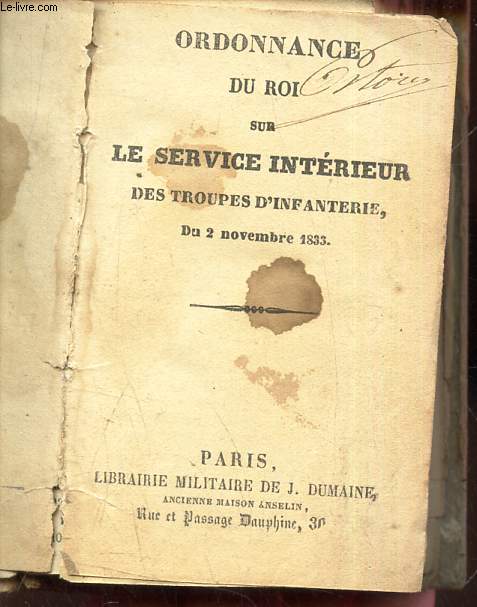 Le-livre.com
ORDONNANCE
DU ROI
SUR
LE SERVICE INTÉRIEUR
DES TROUPES D'INFANTERIE,
Du 2 novembre 1833.
PARIS,
LIBRAIRIE MILITAIRE DE J. DUMAINE,
ANCIENNE MAISON ANSELIN,
Rue et Passage Dauphine, 30